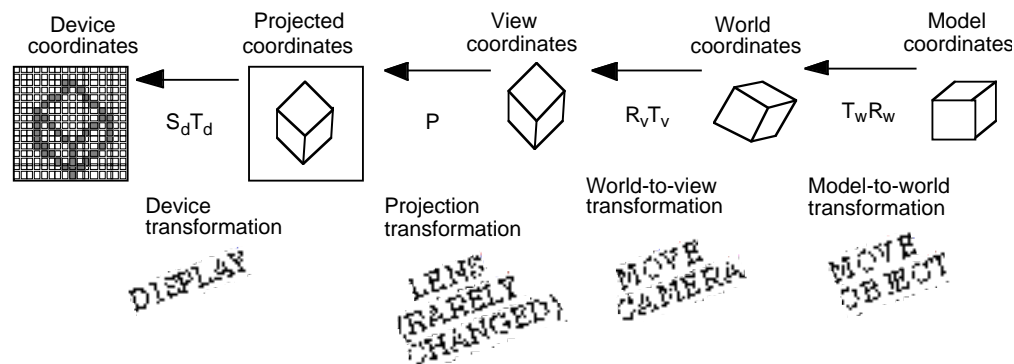 Device
coordinates
Projected
coordinates
View
coordinates
World
coordinates
Model
coordinates
SdTd
P
RvTv
TwRw
Device
transformation
Projection
transformation
World-to-view
transformation
Model-to-world
transformation
DISPLAY
LENS
(RARELY
CHANGED)
MOVE
CAMERA
MOVE
OBJECT